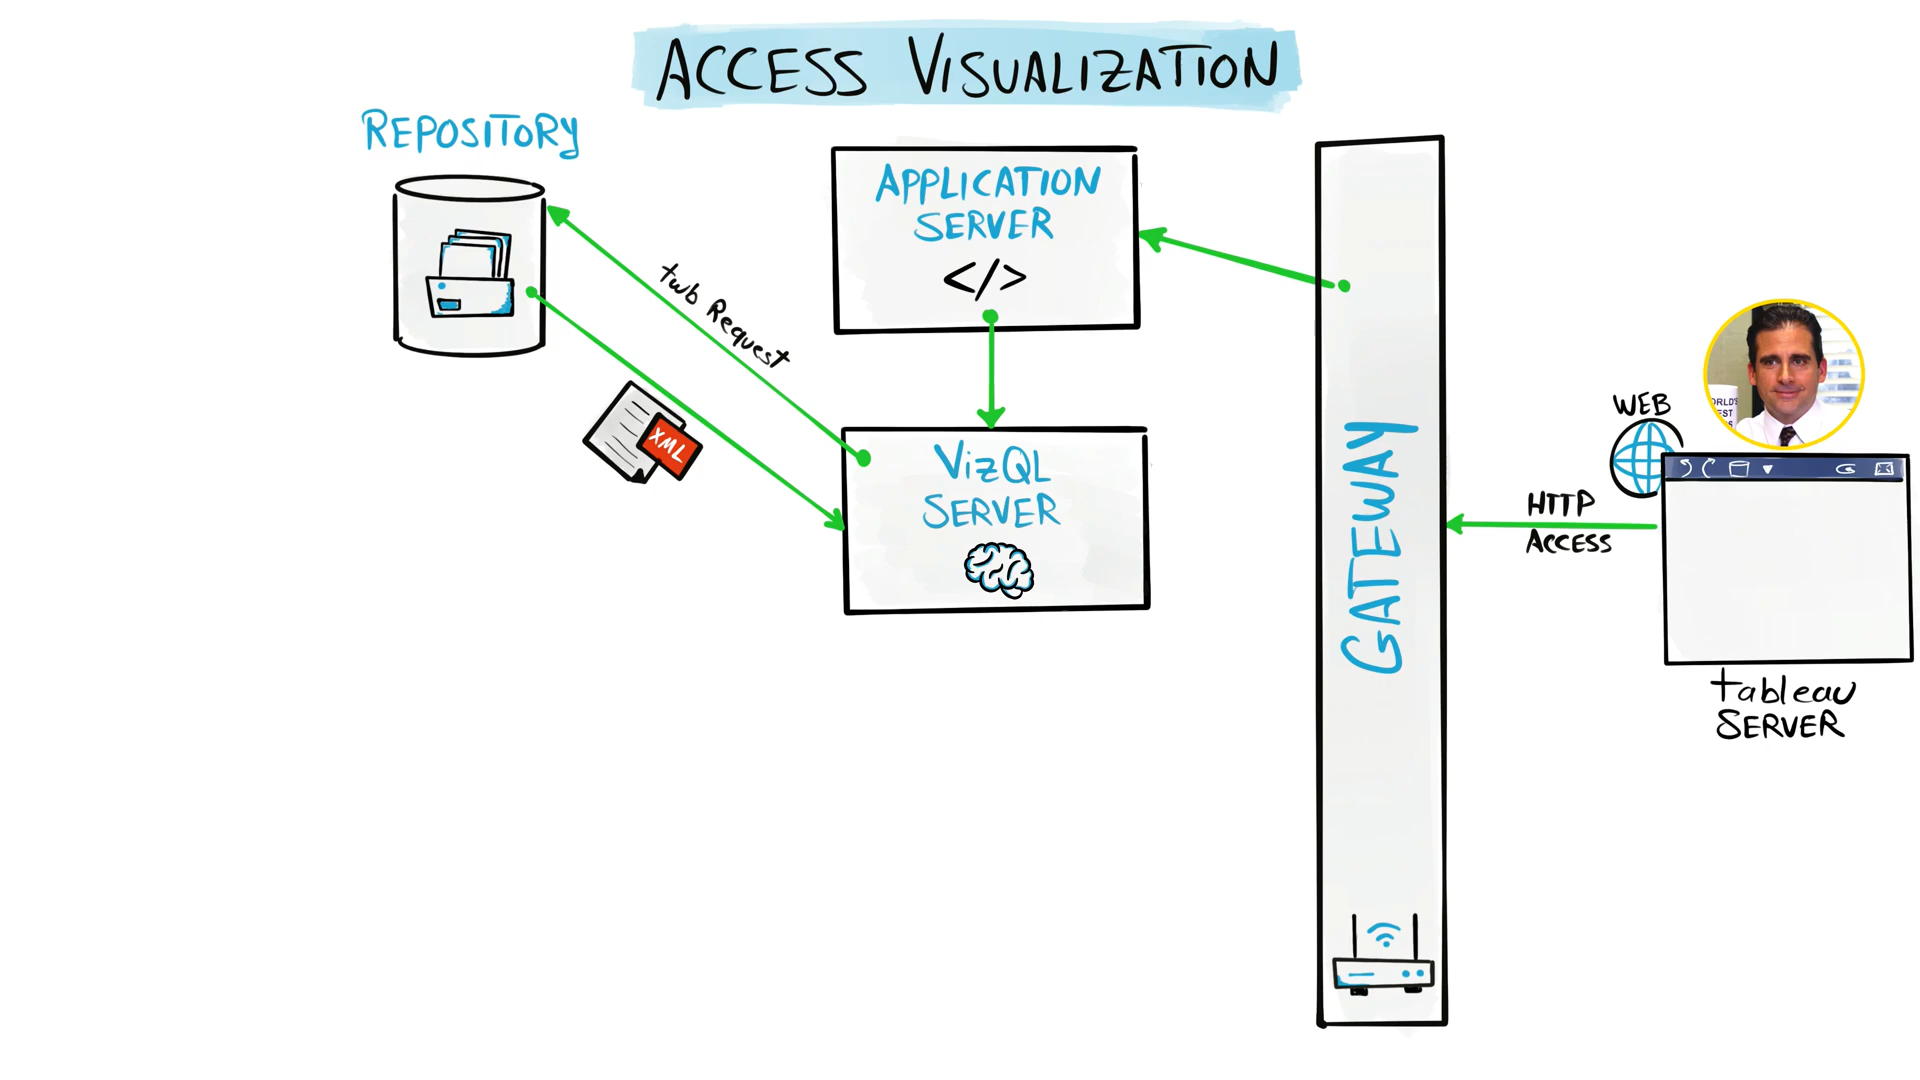 ACCESS VISUALIZATION
REPOSITORY
APPLICATION
SERVER
</>
twb Request
XML
VizQL
SERVER
GATEWAY
WEB
HTTP
ACCESS
tableau
SERVER